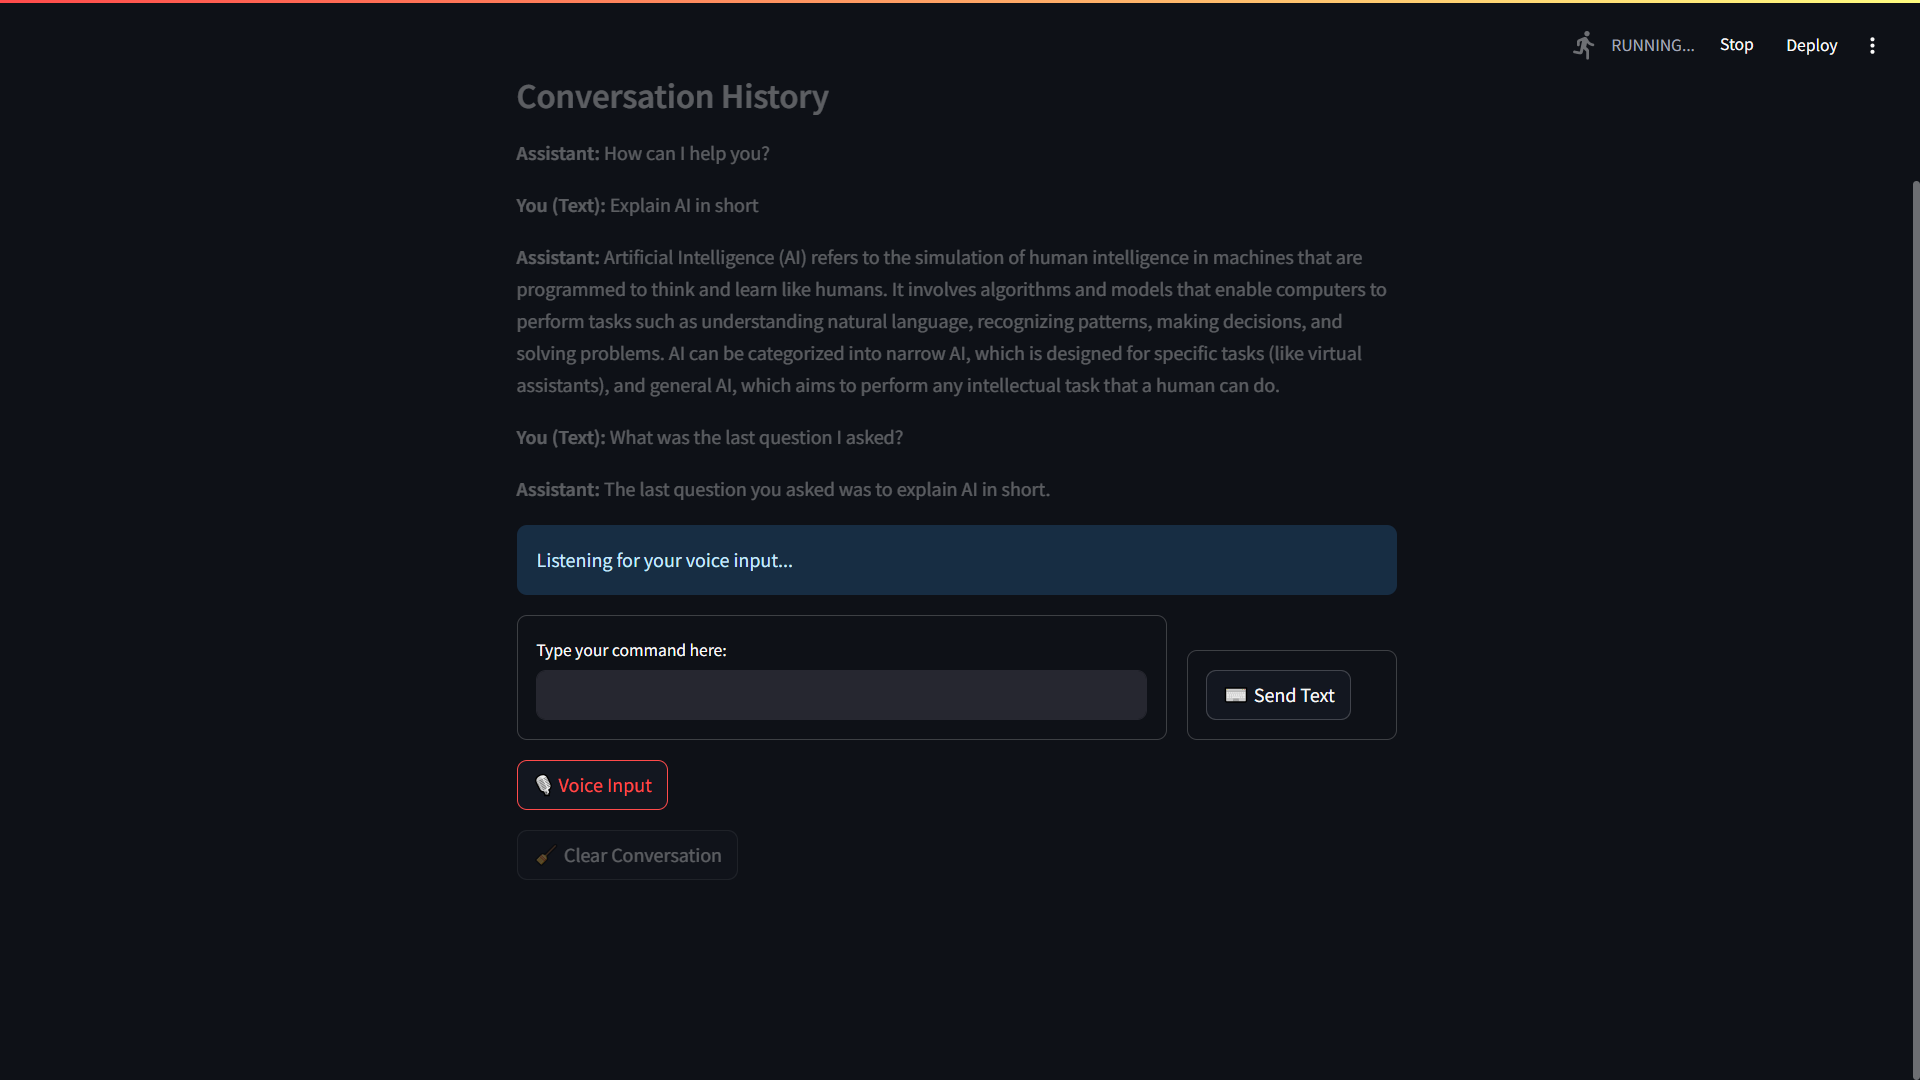 RUNNING...
Stop
Deploy
Conversation History
Assistant: How can I help you?
You (Text): Explain AI in short
Assistant: Artificial Intelligence (AI) refers to the simulation of human intelligence in machines that are
programmed to think and learn like humans. It involves algorithms and models that enable computers to
perform tasks such as understanding natural language, recognizing patterns, making decisions, and
solving problems. AI can be categorized into narrow AI, which is designed for specific tasks (like virtual
assistants), and general AI, which aims to perform any intellectual task that a human can do.
You (Text): What was the last question I asked?
Assistant: The last question you asked was to explain AI in short.
Listening for your voice input...
Type your command here:
Send Text
Voice Input
Clear Conversation